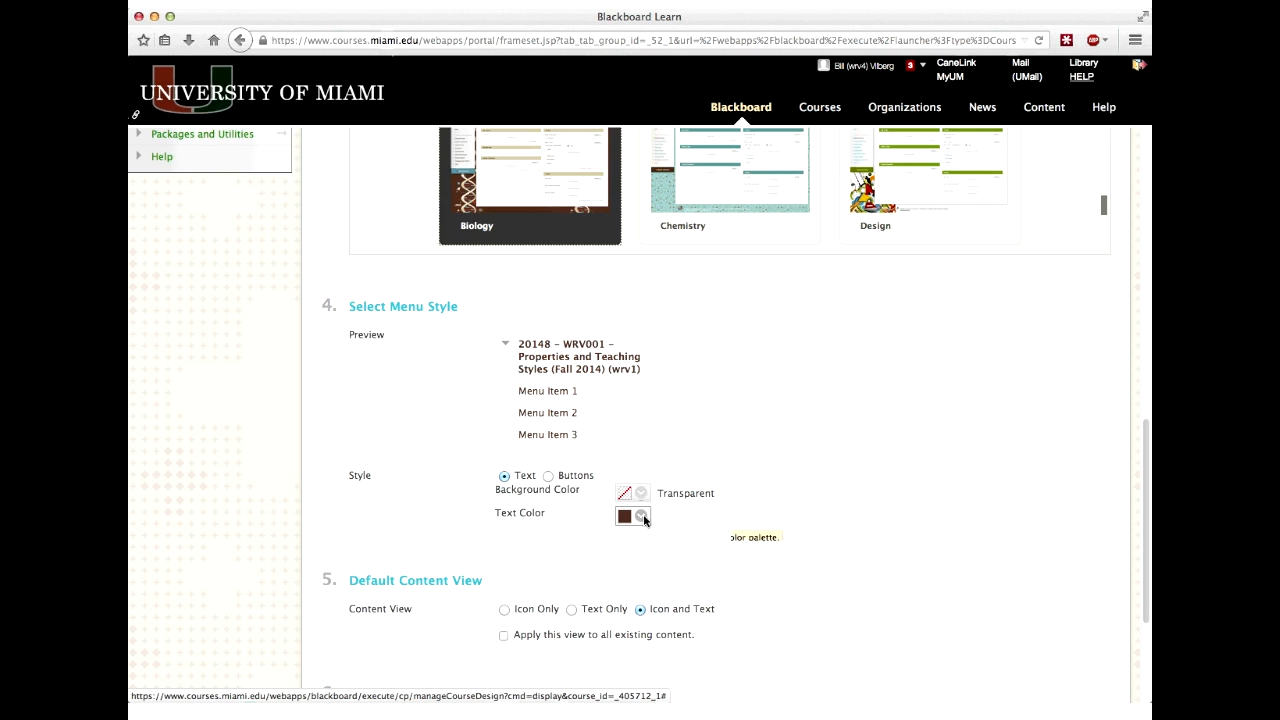 Blackboard Learn
https://www.courses.miami.edu/webapps/portal/frameset.jsp?tab_tab_group_id=_52_1&url=%2Fwebapps%2Fblackboard%2Fexecute%2Flauncher%3Ftype%3DCours
UNIVERSITY OF MIAMI
Bill (wrv4) Vilberg 3
CaneLink
MyUM
Mail
(UMail)
Library
HELP
Blackboard Courses Organizations News Content Help
Packages and Utilities
Help
Biology Chemistry Design
4. Select Menu Style
Preview
20148 - WRV001 -
Properties and Teaching
Styles (Fall 2014) (wrv1)
Menu Item 1
Menu Item 2
Menu Item 3
Style Text Buttons
Background Color Transparent
Text Color
olor palette.
5. Default Content View
Content View Icon Only Text Only Icon and Text
Apply this view to all existing content.
https://www.courses.miami.edu/webapps/blackboard/execute/cp/manageCourseDesign?cmd=display&course_id=_405712_1#